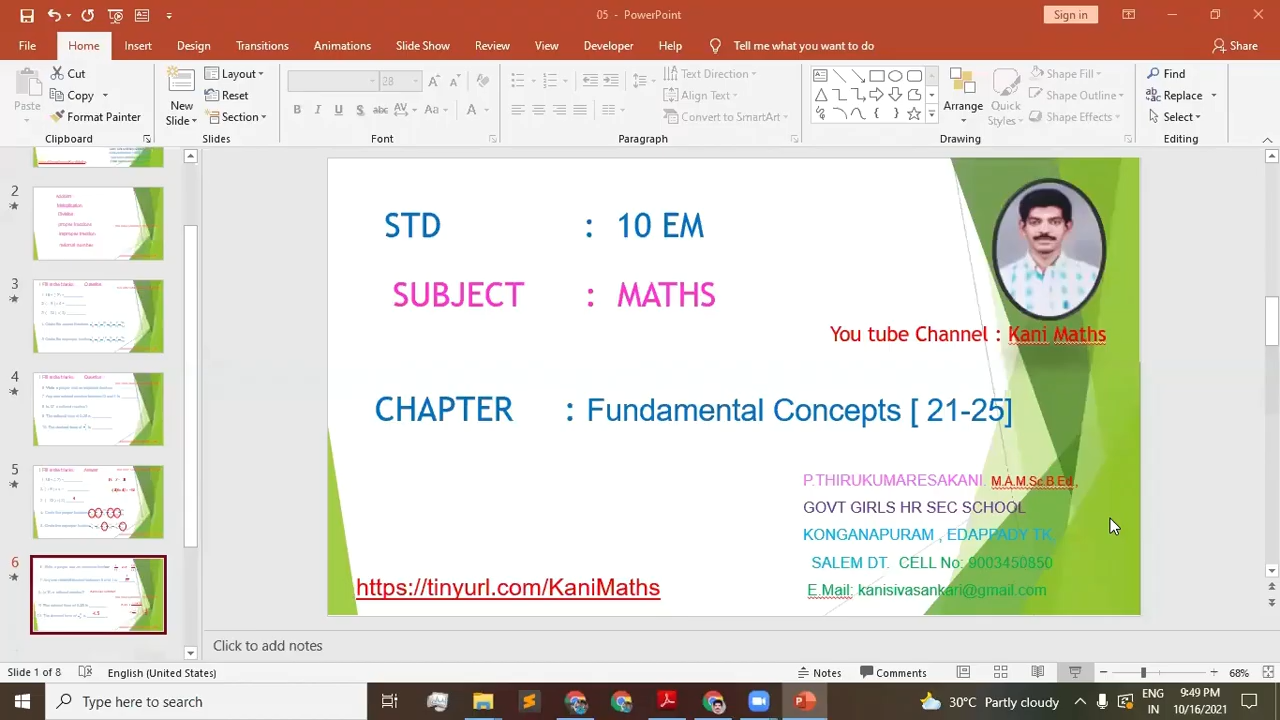 05 - PowerPoint
Sign in
File Home Insert Design Transitions Animations Slide Show Review View Developer Help Tell me what you want to do Share
Cut
Copy
Format Painter
Paste
New
Slide
Layout
Reset
Section
28
Text Direction
Align Text
Convert to SmartArt
Arrange
Quick
Styles
Shape Fill
Shape Outline
Shape Effects
Find
Replace
Select
Clipboard Slides Font Paragraph Drawing Editing
2
3
4
5
6
STD : 10 EM
SUBJECT : MATHS
You tube Channel : Kani Maths
CHAPTER : Fundamental Concepts [ 21-25]
P.THIRUKUMARESAKANI. M.A,M.Sc.B.Ed.,
GOVT GIRLS HR SEC SCHOOL
KONGANAPURAM , EDAPPADY TK,
SALEM DT. CELL No: 9003450850
E.Mail: kanisivasankari@gmail.com
https://tinyurl.com/KaniMaths
Click to add notes
Slide 1 of 8 English (United States) Notes Comments 68%
Type here to search
30°C Partly cloudy
ENG
IN
9:49 PM
10/16/2021